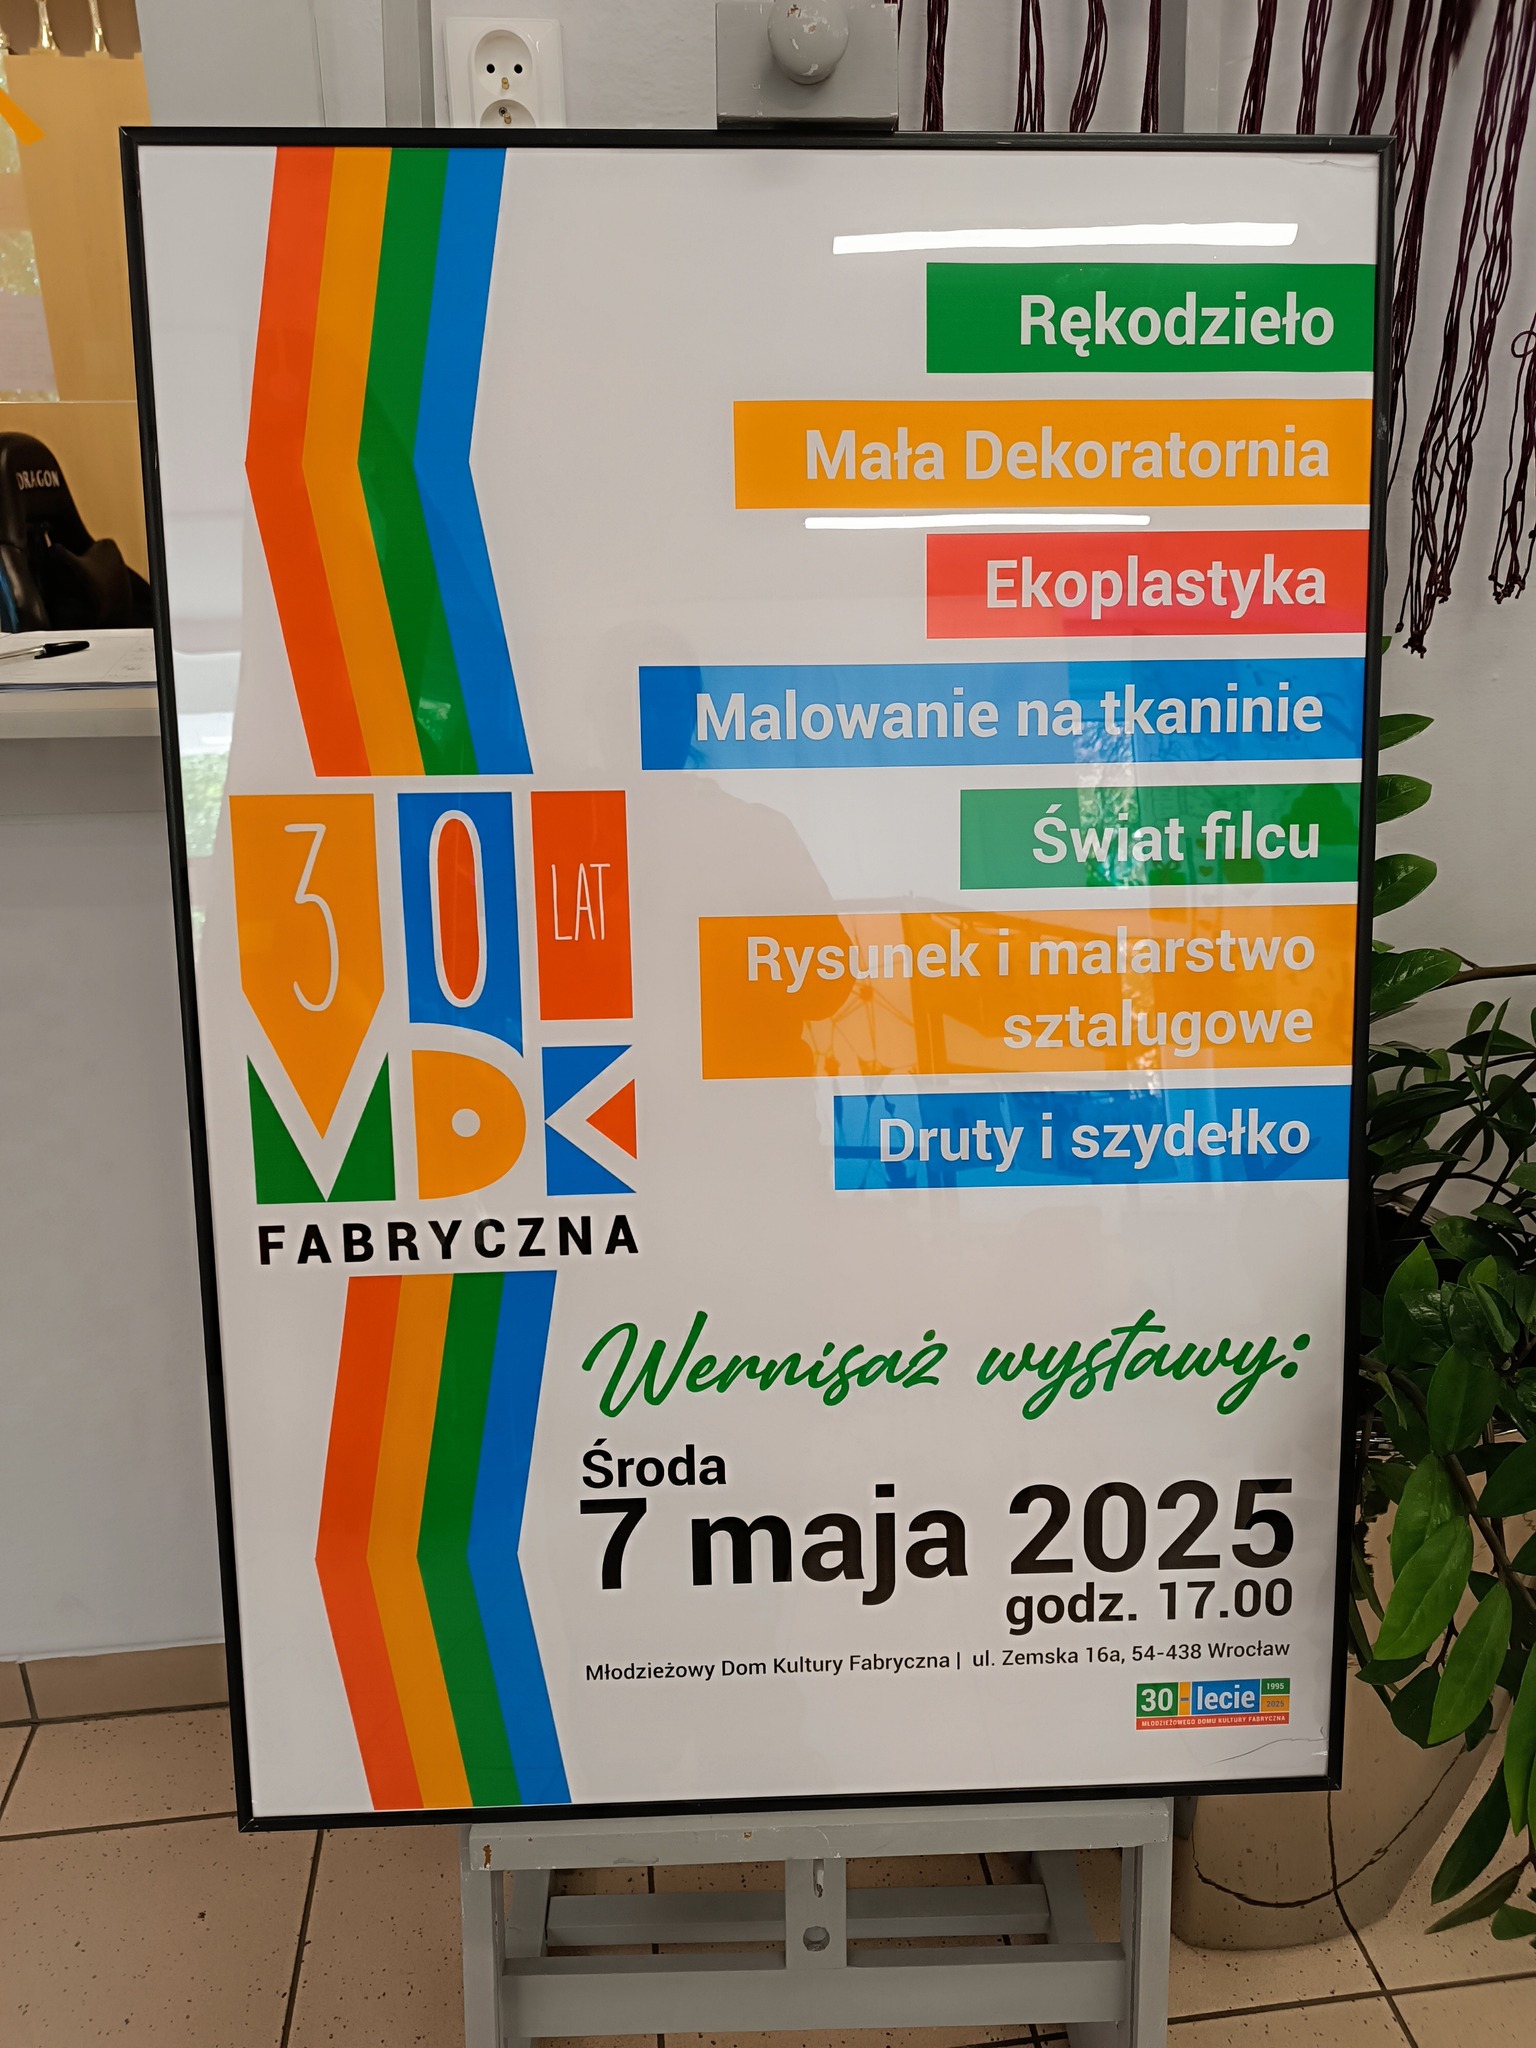 DRAGON
Rękodzieło
Mała Dekoratornia
Ekoplastyka
Malowanie na tkaninie
Świat filcu
Rysunek i malarstwo
sztalugowe
Druty i szydełko
30 LAT
MDK
FABRYCZNA
Wernisaż wystawy:
Środa
7 maja 2025
godz. 17.00
Młodzieżowy Dom Kultury Fabryczna | ul. Zemska 16a, 54-438 Wrocław
30-lecie 1995 2025
MŁODZIEŻOWEGO DOMU KULTURY FABRYCZNA